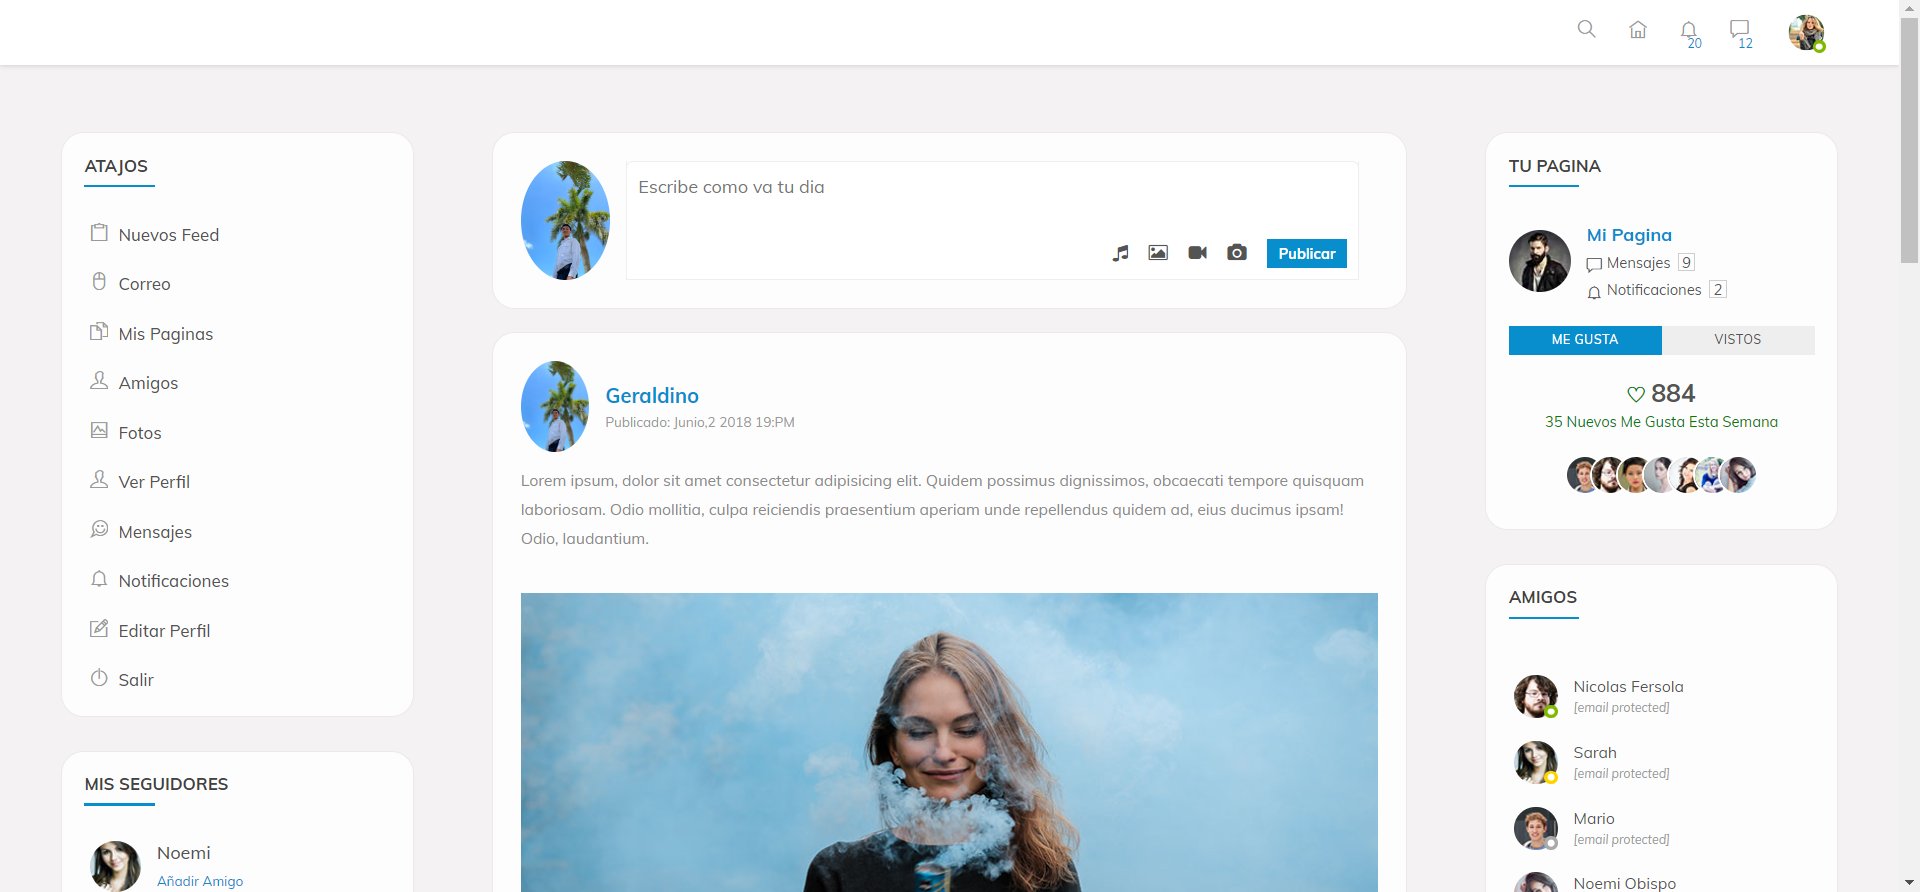 20
12
ATAJOS
Nuevos Feed
Correo
Mis Paginas
Amigos
Fotos
Ver Perfil
Mensajes
Notificaciones
Editar Perfil
Salir
MIS SEGUIDORES
Noemi
Añadir Amigo
Escribe como va tu dia
Publicar
Geraldino
Publicado: Junio,2 2018 19:PM
Lorem ipsum, dolor sit amet consectetur adipisicing elit. Quidem possimus dignissimos, obcaecati tempore quisquam
laboriosam. Odio mollitia, culpa reiciendis praesentium aperiam unde repellendus quidem ad, eius ducimus ipsam!
Odio, laudantium.
TU PAGINA
Mi Pagina
Mensajes 9
Notificaciones 2
ME GUSTA VISTOS
884
35 Nuevos Me Gusta Esta Semana
AMIGOS
Nicolas Fersola
[email protected]
Sarah
[email protected]
Mario
[email protected]
Noemi Obispo